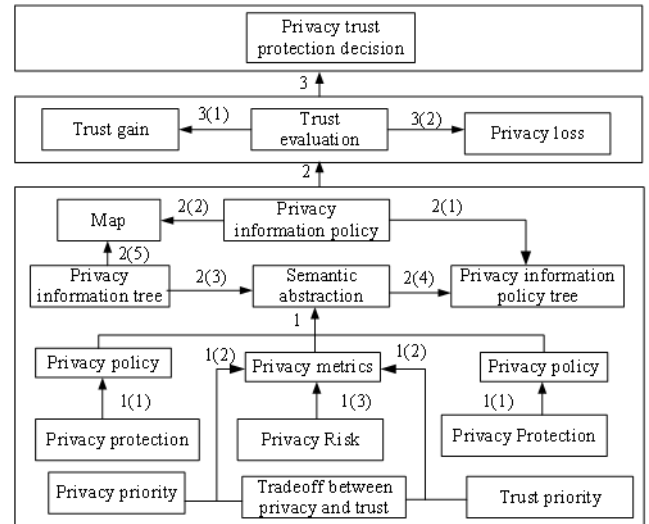 Privacy trust
protection decision
3
Trust gain
3(1)
Trust
evaluation
3(2)
Privacy loss
2
Map
2(2)
Privacy
information policy
2(1)
2(5)
Privacy
information tree
2(3)
Semantic
abstraction
2(4)
Privacy information
policy tree
1
Privacy policy
1(2)
Privacy metrics
1(2)
Privacy policy
1(1)
1(3)
1(1)
Privacy protection
Privacy Risk
Privacy Protection
Privacy priority
Tradeoff between
privacy and trust
Trust priority